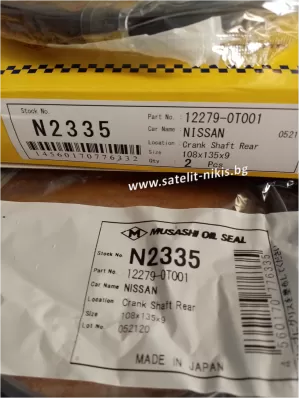 Stock No. Part No. 12279-0T001
N2335 Car Name NISSAN 0521
Location Crank Shaft Rear
Size 108x135x9
14560170776332 Qty. 2 Pcs
www.satelit-nikis.bg
MUSASHI OIL SEAL
Stock No. N2335
Part No. 12279-0T001
Car Name NISSAN
Location Crank Shaft Rear
Size 108x135x9
Lot No 052120
MADE IN JAPAN